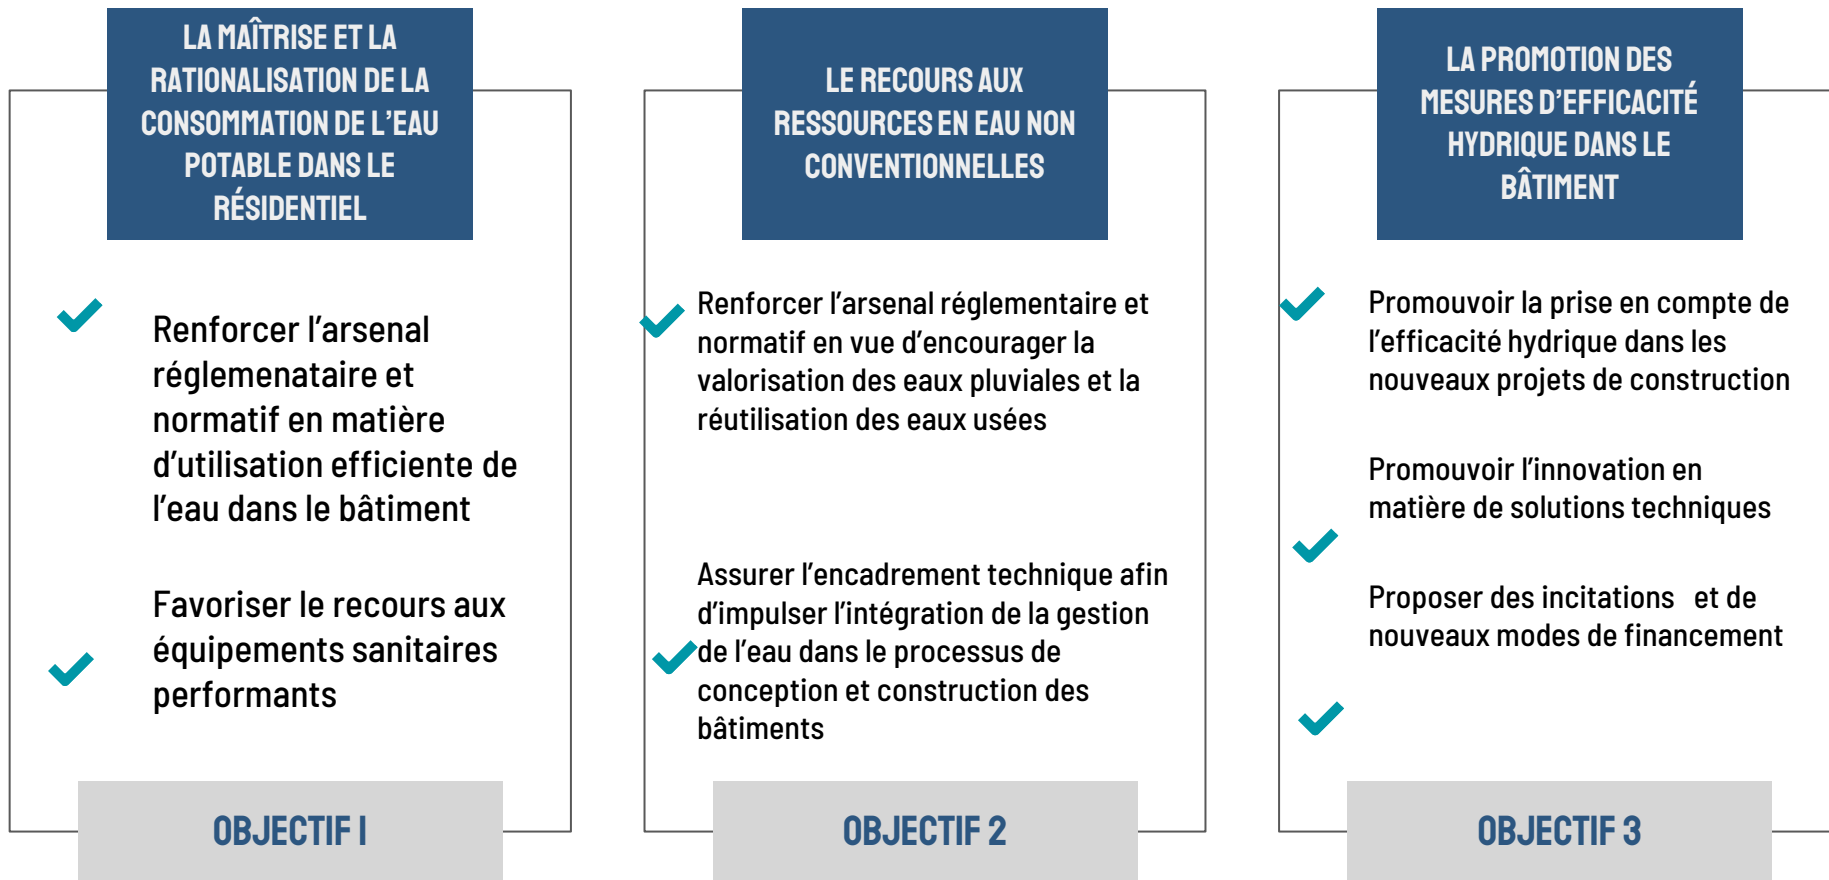 LA MAÎTRISE ET LA
RATIONALISATION DE LA
CONSOMMATION DE L’EAU
POTABLE DANS LE
RÉSIDENTIEL
Renforcer l’arsenal
réglemenataire et
normatif en matière
d’utilisation efficiente de
l’eau dans le bâtiment
Favoriser le recours aux
équipements sanitaires
performants
OBJECTIF 1
LE RECOURS AUX
RESSOURCES EN EAU NON
CONVENTIONNELLES
Renforcer l’arsenal réglementaire et
normatif en vue d’encourager la
valorisation des eaux pluviales et la
réutilisation des eaux usées
Assurer l’encadrement technique afin
d’impulser l’intégration de la gestion
de l’eau dans le processus de
conception et construction des
bâtiments
OBJECTIF 2
LA PROMOTION DES
MESURES D’EFFICACITÉ
HYDRIQUE DANS LE
BÂTIMENT
Promouvoir la prise en compte de
l’efficacité hydrique dans les
nouveaux projets de construction
Promouvoir l’innovation en
matière de solutions techniques
Proposer des incitations et de
nouveaux modes de financement
OBJECTIF 3